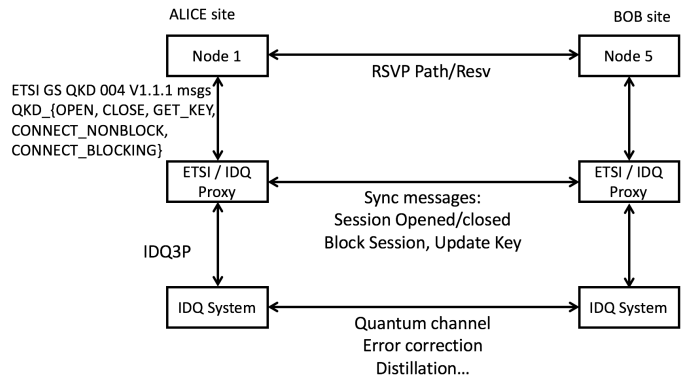 ALICE site
BOB site
Node 1
Node 5
RSVP Path/Resv
ETSI GS QKD 004 V1.1.1 msgs
QKD_{OPEN, CLOSE, GET_KEY,
CONNECT_NONBLOCK,
CONNECT_BLOCKING}
ETSI / IDQ
Proxy
ETSI / IDQ
Proxy
Sync messages:
Session Opened/closed
Block Session, Update Key
IDQ3P
IDQ System
IDQ System
Quantum channel
Error correction
Distillation...